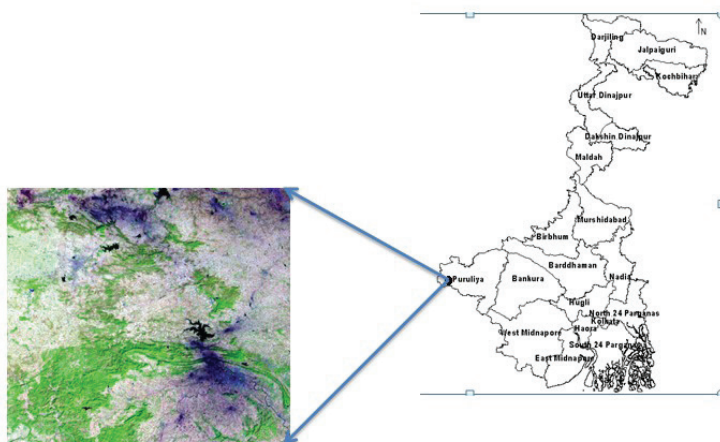 N
Darjiling
Jalpaiguri
Kochbihar
Uttar Dinajpur
Dakshin Dinajpur
Maldah
Murshidabad
Birbhum
Barddhaman
Nadia
Puruliya
Bankura
Hugli
North 24 Parganas
Kolkata
Haora
West Midnapore
South 24 Parganas
East Midnapore